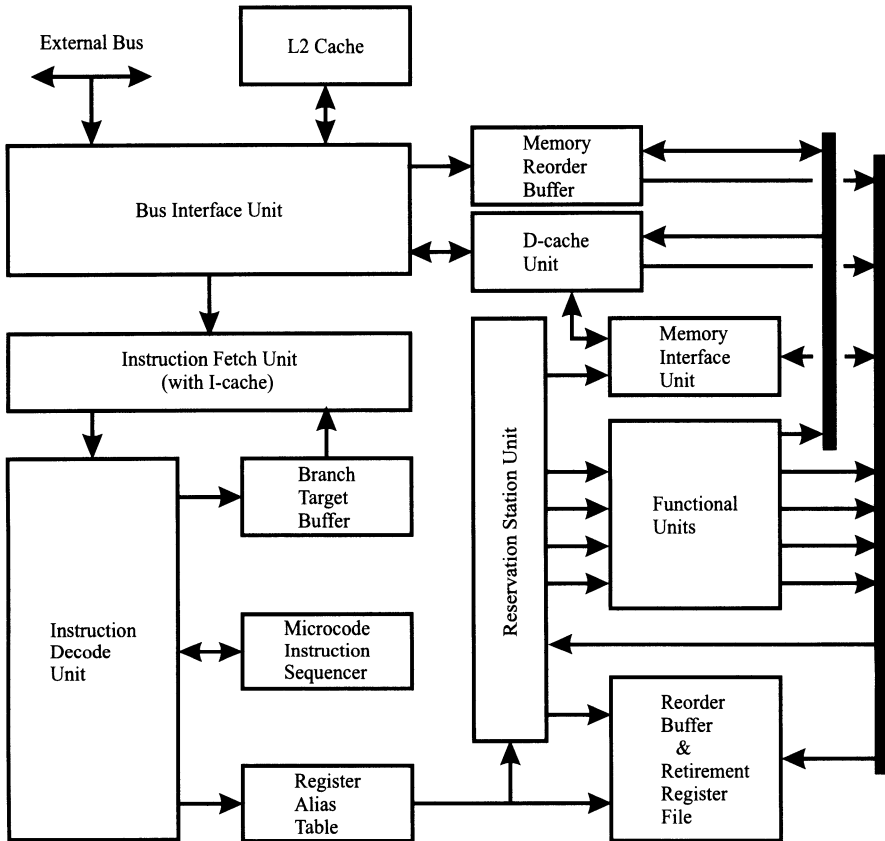 External Bus
L2 Cache
Bus Interface Unit
Memory
Reorder
Buffer
D-cache
Unit
Instruction Fetch Unit
(with I-cache)
Memory
Interface
Unit
Branch
Target
Buffer
Reservation Station Unit
Functional
Units
Instruction
Decode
Unit
Microcode
Instruction
Sequencer
Register
Alias
Table
Reorder
Buffer
&
Retirement
Register
File